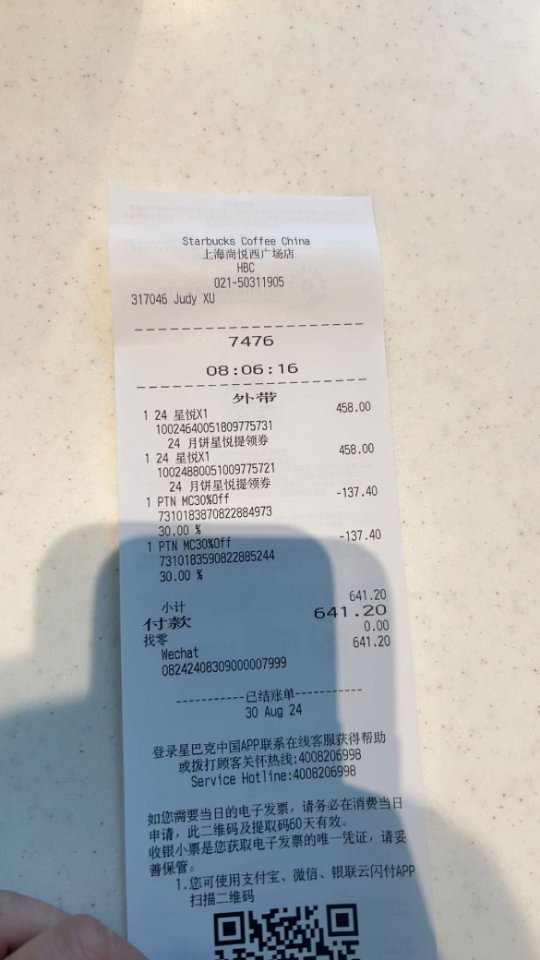 Starbucks Coffee China
上海尚悦西广场店
HBC
021-50311905
317046 Judy XU
7476
08:06:16
外带
1 24 星悦X1 458.00
10024640051809775731
24 月饼星悦提领券
1 24 星悦X1 458.00
10024880051009775721
24 月饼星悦提领券
1 PTN MC30%Off -137.40
7310183870822884973
30.00 %
1 PTN MC30%Off -137.40
7310183590822885244
30.00 %
小计 641.20
付款 641.20
找零 0.00
Wechat 641.20
08242408309000007999
-----------已结账单-----------
30 Aug 24
登录星巴克中国APP联系在线客服获得帮助
或拨打顾客关怀热线:4008206998
Service Hotline:4008206998
如您需要当日的电子发票，请务必在消费当日
申请，此二维码及提取码60天有效。
收银小票是您获取电子发票的唯一凭证，请妥
善保管。
1.您可使用支付宝、微信、银联云闪付APP
扫描二维码